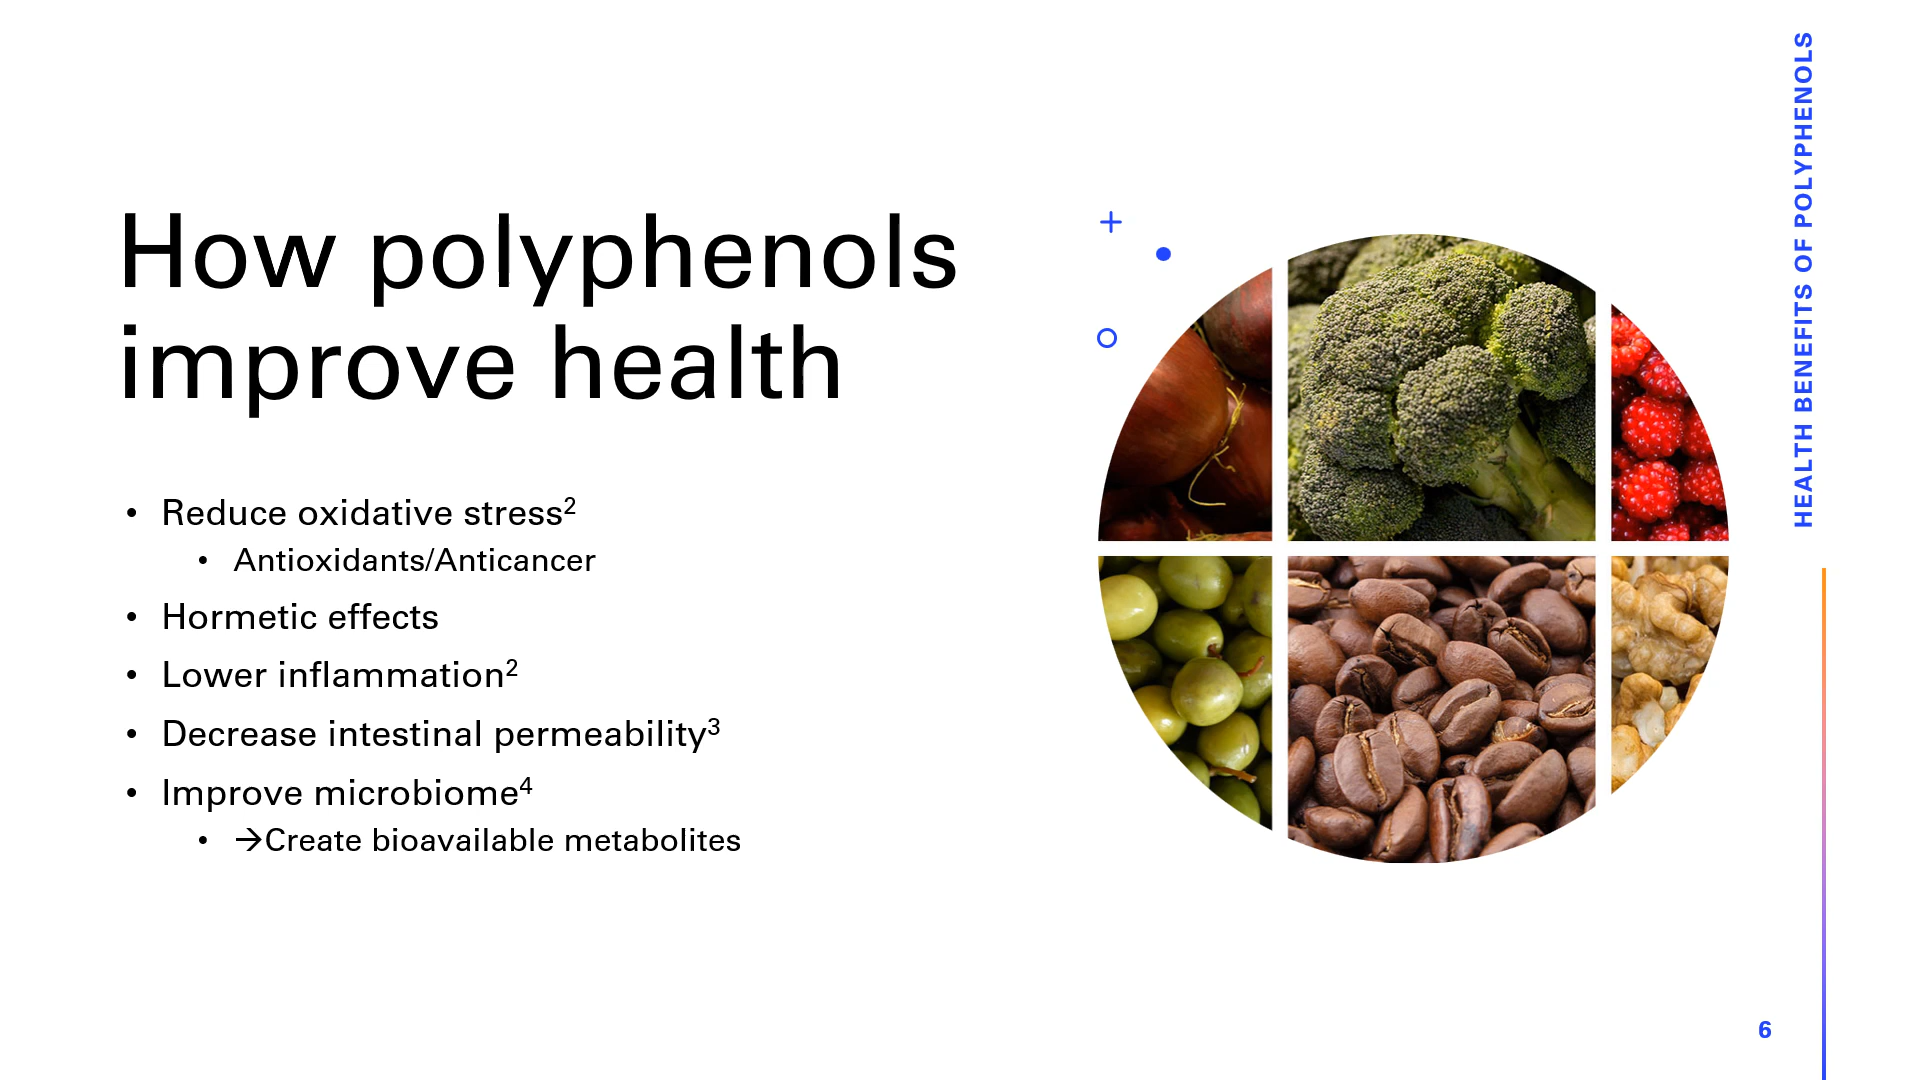 How polyphenols
improve health
• Reduce oxidative stress²
• Antioxidants/Anticancer
• Hormetic effects
• Lower inflammation²
• Decrease intestinal permeability³
• Improve microbiome⁴
• →Create bioavailable metabolites
HEALTH BENEFITS OF POLYPHENOLS
6